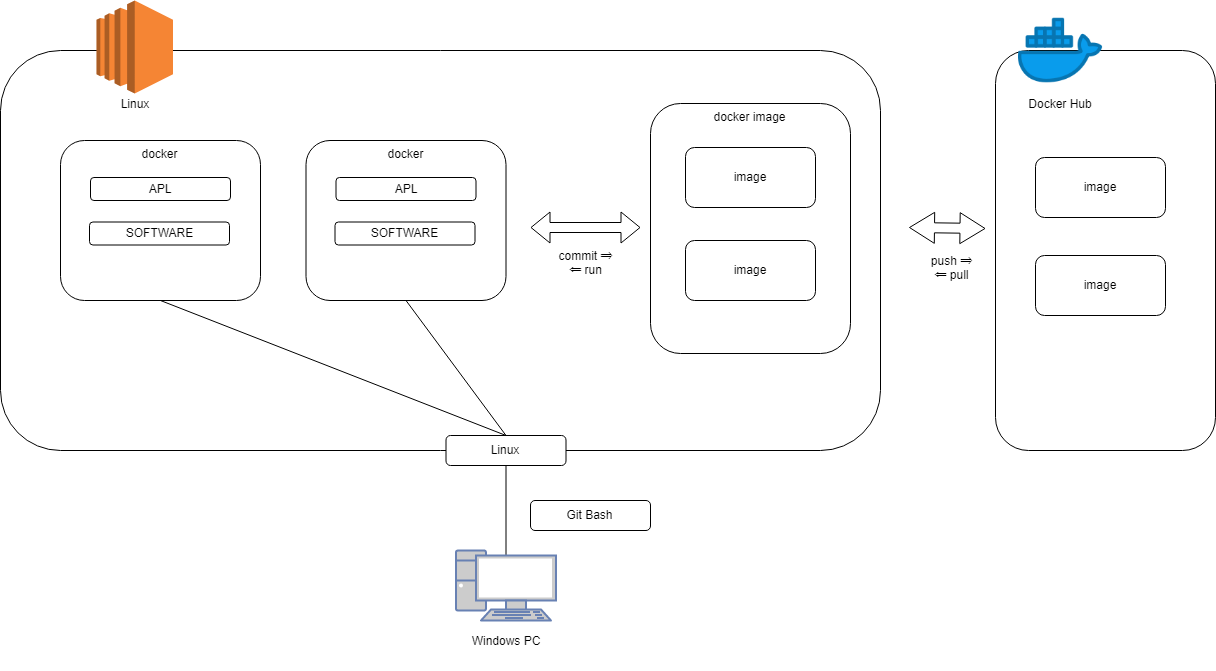 Linux
docker
APL
SOFTWARE
docker
APL
SOFTWARE
commit ⇒
⇐ run
docker image
image
image
push ⇒
⇐ pull
Docker Hub
image
image
Linux
Git Bash
Windows PC